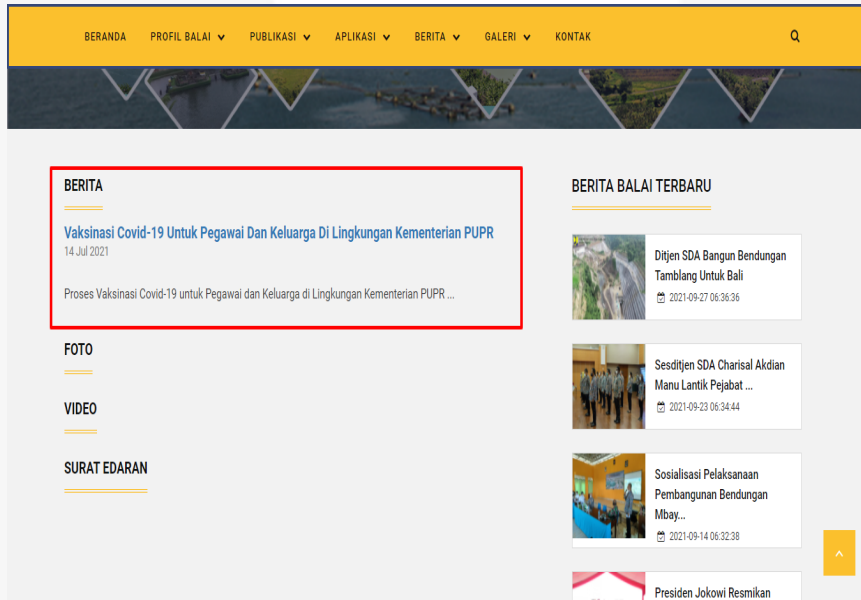 BERANDA
PROFIL BALAI
PUBLIKASI
APLIKASI
BERITA
GALERI
KONTAK
BERITA
Vaksinasi Covid-19 Untuk Pegawai Dan Keluarga Di Lingkungan Kementerian PUPR
14 Jul 2021
Proses Vaksinasi Covid-19 untuk Pegawai dan Keluarga di Lingkungan Kementerian PUPR ...
FOTO
VIDEO
SURAT EDARAN
BERITA BALAI TERBARU
Ditjen SDA Bangun Bendungan
Tamblang Untuk Bali
2021-09-27 06:36:36
Sesditjen SDA Charisal Akdian
Manu Lantik Pejabat ...
2021-09-23 06:34:44
Sosialisasi Pelaksanaan
Pembangunan Bendungan
Mbay...
2021-09-14 06:32:38
Presiden Jokowi Resmikan